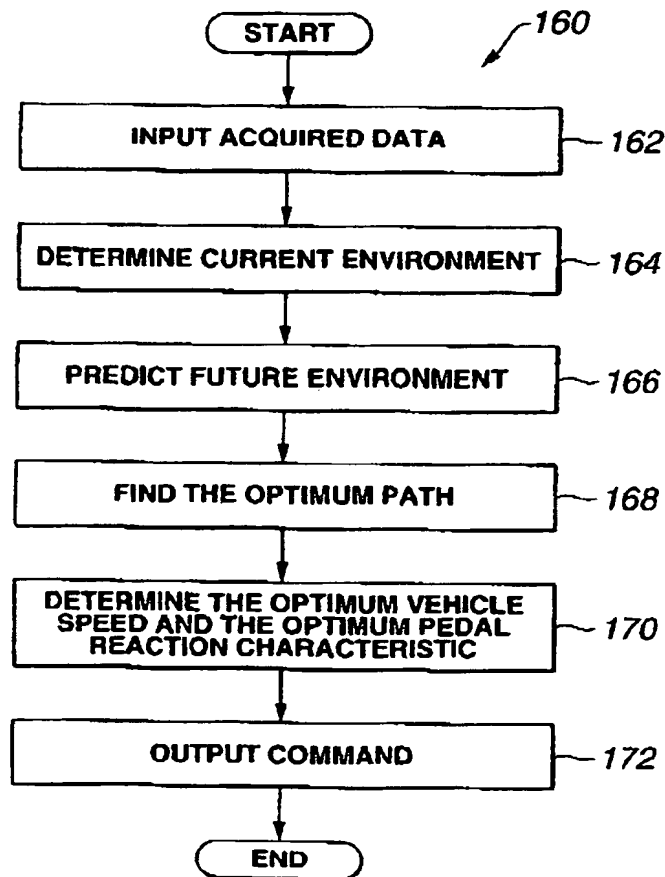 START
160
INPUT ACQUIRED DATA
162
DETERMINE CURRENT ENVIRONMENT
164
PREDICT FUTURE ENVIRONMENT
166
FIND THE OPTIMUM PATH
168
DETERMINE THE OPTIMUM VEHICLE
SPEED AND THE OPTIMUM PEDAL
REACTION CHARACTERISTIC
170
OUTPUT COMMAND
172
END